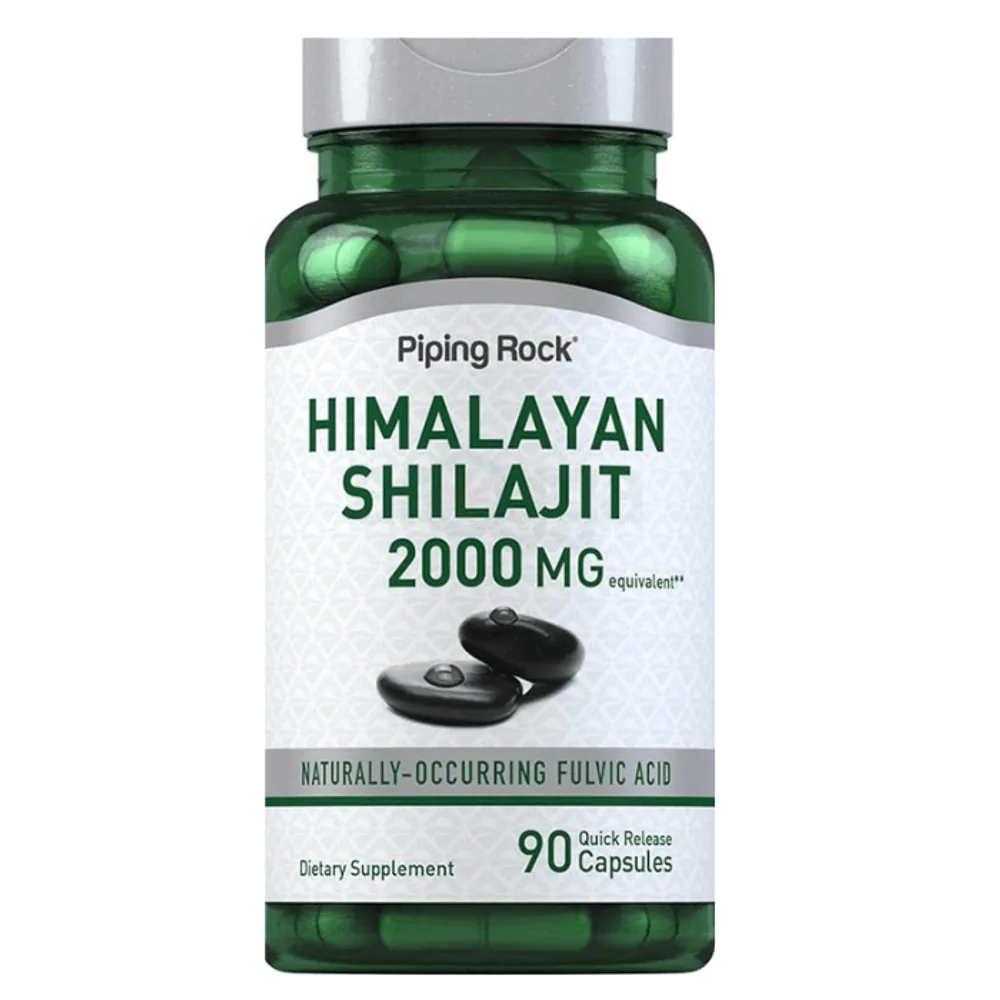 Piping Rock®
HIMALAYAN
SHILAJIT
2000 MG equivalent**
NATURALLY-OCCURRING FULVIC ACID
Dietary Supplement
90 Quick Release
Capsules